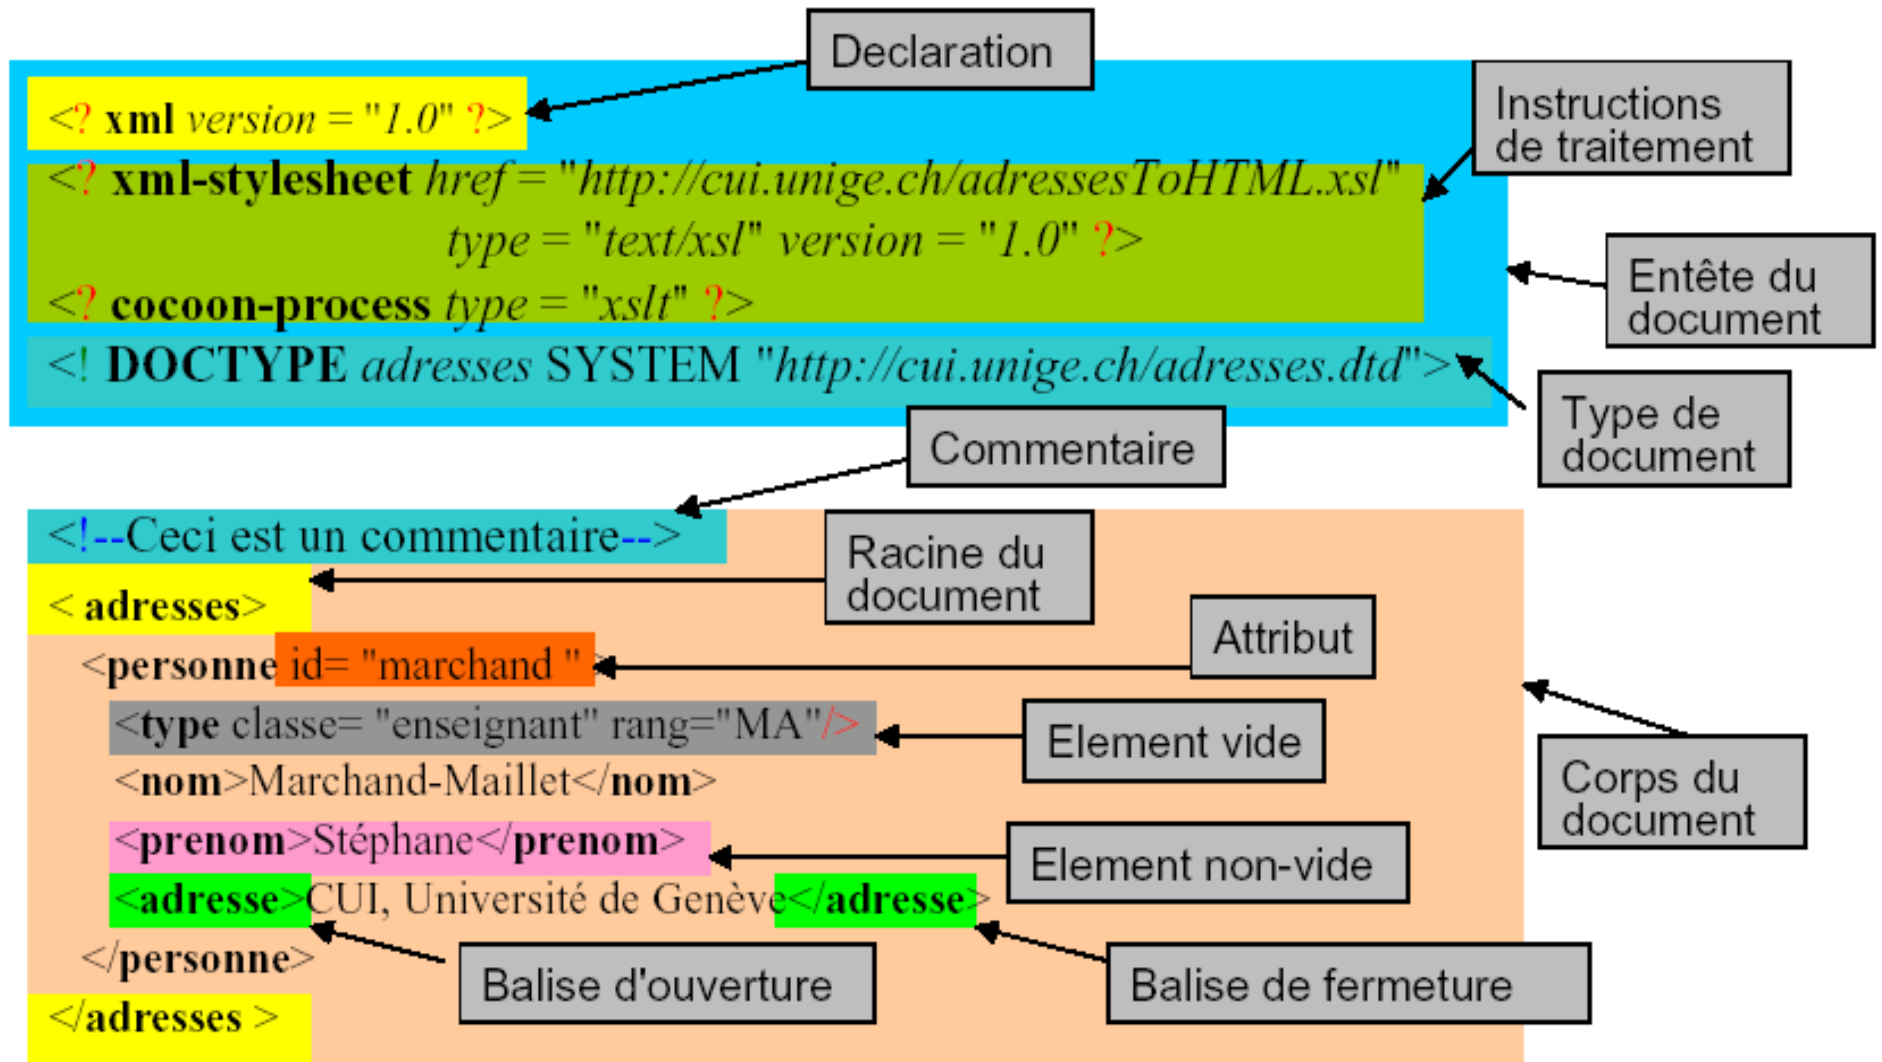 Declaration
<? xml version = "1.0" ?>
Instructions
de traitement
<? xml-stylesheet href = "http://cui.unige.ch/adressesToHTML.xsl"
type = "text/xsl" version = "1.0" ?>
Entête du
document
<? cocoon-process type = "xslt" ?>
<! DOCTYPE adresses SYSTEM "http://cui.unige.ch/adresses.dtd">
Type de
document
Commentaire
<!--Ceci est un commentaire-->
Racine du
document
< adresses>
Attribut
<personne id= "marchand " >
<type classe= "enseignant" rang="MA"/>
Element vide
<nom>Marchand-Maillet</nom>
Corps du
document
<prenom>Stéphane</prenom>
Element non-vide
<adresse>CUI, Université de Genève</adresse>
</personne>
Balise d'ouverture
Balise de fermeture
</adresses >